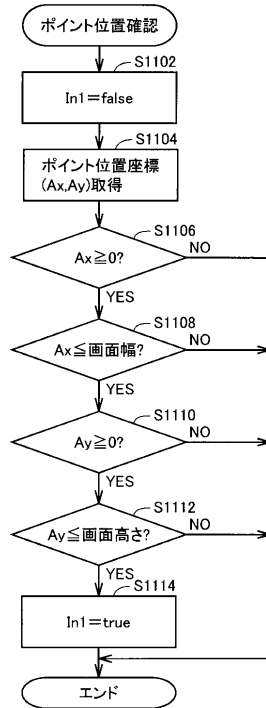 ポイント位置確認
S1102
In1=false
S1104
ポイント位置座標
(Ax,Ay)取得
S1106
Ax≧0?
NO
YES
S1108
Ax≦画面幅?
NO
YES
S1110
Ay≧0?
NO
YES
S1112
Ay≦画面高さ?
NO
YES
S1114
In1=true
エンド